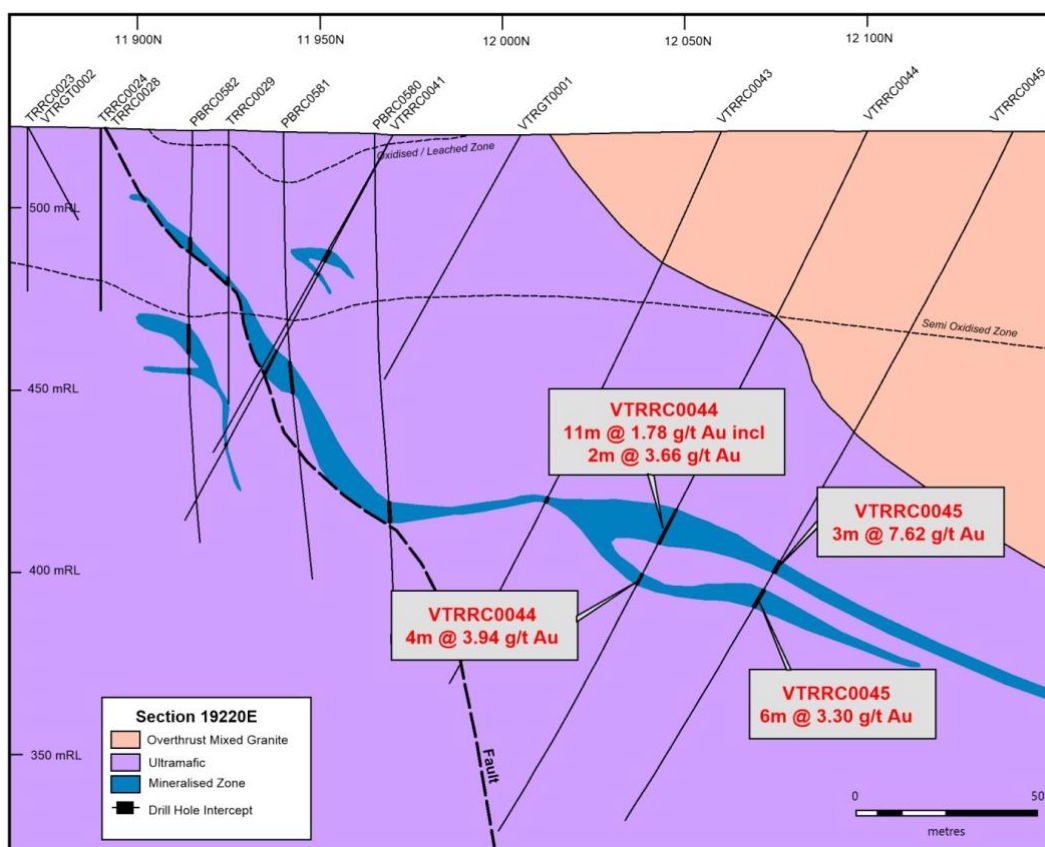 11 900N
11 950N
12 000N
12 050N
12 100N
TRRC0023
VTRGT0002
TRRC0024
TRRC0028
PBRC0582
TRRC0029
PBRC0581
PBRC0580
VTRRC0041
VTRGT0001
VTRRC0043
VTRRC0044
VTRRC0045
Oxidised / Leached Zone
500 mRL
Semi Oxidised Zone
450 mRL
VTRRC0044
11m @ 1.78 g/t Au incl
2m @ 3.66 g/t Au
VTRRC0045
3m @ 7.62 g/t Au
400 mRL
VTRRC0044
4m @ 3.94 g/t Au
VTRRC0045
6m @ 3.30 g/t Au
350 mRL
Fault
Section 19220E
Overthrust Mixed Granite
Ultramafic
Mineralised Zone
Drill Hole Intercept
0
50
metres